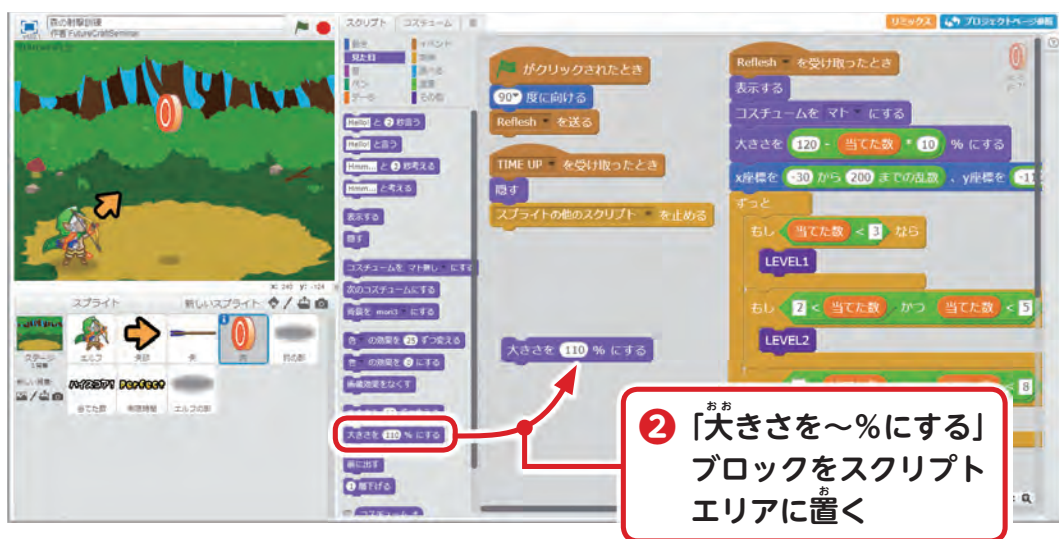 森の射撃訓練
作者 FutureCraftSeminar
スクリプト
コスチューム
音
リミックス
プロジェクトページ参照
見た目
イベント
ペン
データ
その他
Hello! と 2 秒言う
Hello! と言う
Hmm... と 2 秒考える
Hmm... と考える
表示する
隠す
コスチュームを マト無し にする
次のコスチュームにする
背景を mori3 にする
色 の効果を 25 ずつ変える
色 の効果を 0 にする
画像効果をなくす
大きさを 110 % にする
前に出す
1 層下げる
コスチューム #
がクリックされたとき
90 度に向ける
Reflesh を送る
TIME UP を受け取ったとき
隠す
スプライトの他のスクリプト を止める
大きさを 110 % にする
Reflesh を受け取ったとき
表示する
コスチュームを マト にする
大きさを 120 - 当てた数 * 10 % にする
x座標を -30 から 200 までの乱数 、y座標を -11
ずっと
もし 当てた数 < 3 なら
LEVEL1
もし 2 < 当てた数 かつ 当てた数 < 5
LEVEL2
< 8
x: 240 y: -124
スプライト
新しいスプライト
ステージ
エルフ
矢印
矢
的
的の影
ハイスコア!
PERFECT
当てた数
制限時間
エルフの影
❷「大きさを〜%にする」
ブロックをスクリプト
エリアに置く